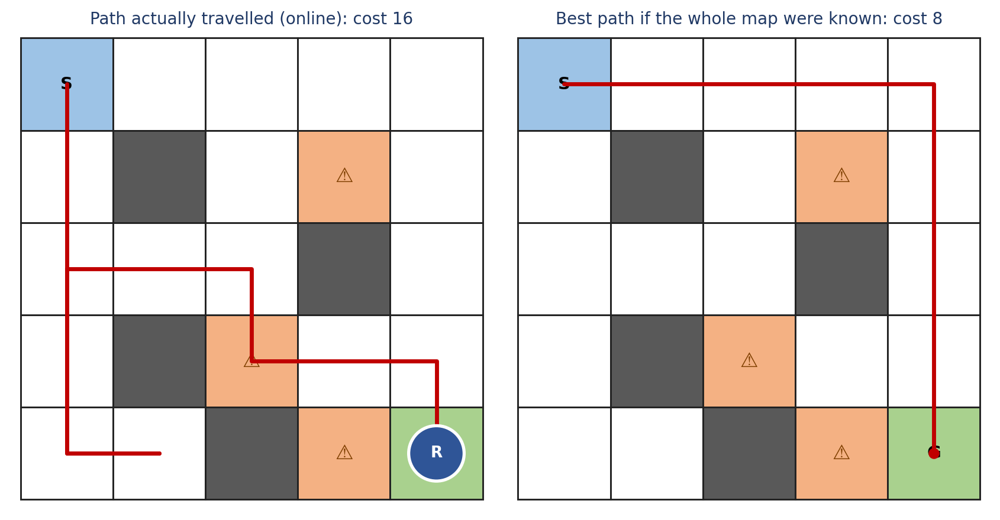 Path actually travelled (online): cost 16
Best path if the whole map were known: cost 8
S
S
⚠
⚠
⚠
⚠
⚠
R
⚠
G